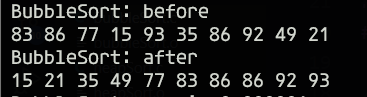 BubbleSort: before
83 86 77 15 93 35 86 92 49 21
BubbleSort: after
15 21 35 49 77 83 86 86 92 93